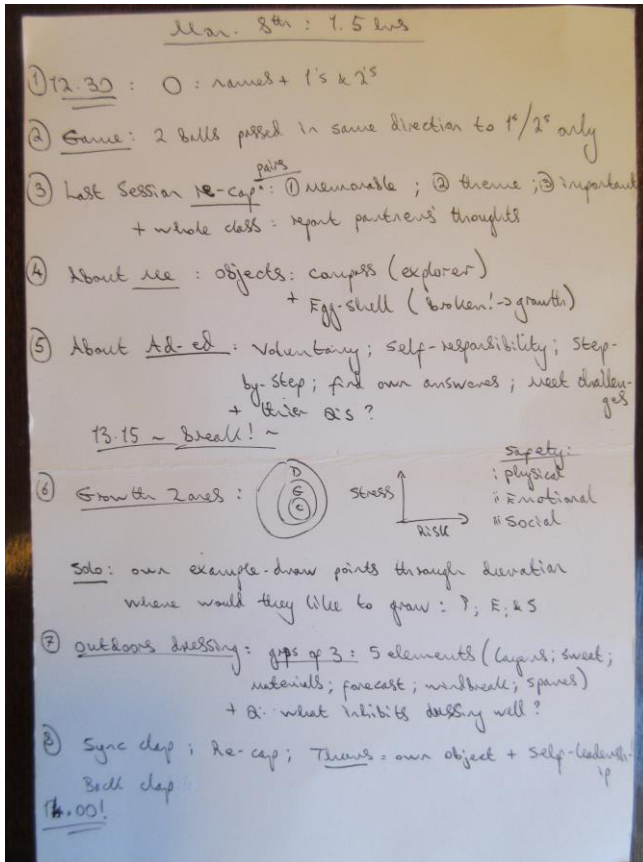 Mar. 8th : 1.5 hrs
① 12.30 : O : names + 1's & 2's
② Game : 2 balls passed in same direction to 1s/2s only
pairs
③ Last Session re-cap : ① Memorable ; ② theme ; ③ important
+ whole class : report partners' thoughts
④ About Me : objects : compass (explorer)
+ Egg-shell (broken! -> growth)
⑤ About Ad-ed : Voluntary ; Self-responsibility ; Step-
by-Step ; find own answers ; meet challen-
ges
+ their Q's ?
13.15 ~ Break! ~
⑥ Growth Zones :
D
G
C
Stress
Risk
Safety :
i physical
ii Emotional
iii Social
Solo : own example - draw points through duration
where would they like to grow : P ; E ; & S
⑦ Outdoors dressing : grps of 3 : 5 elements (layers ; sweat ;
materials ; forecast ; windbreak ; spares)
+ Q: what inhibits dressing well ?
⑧ Sync clap ; Re-cap ; = own object + Self-leadersh-
ip
clap
14.00!